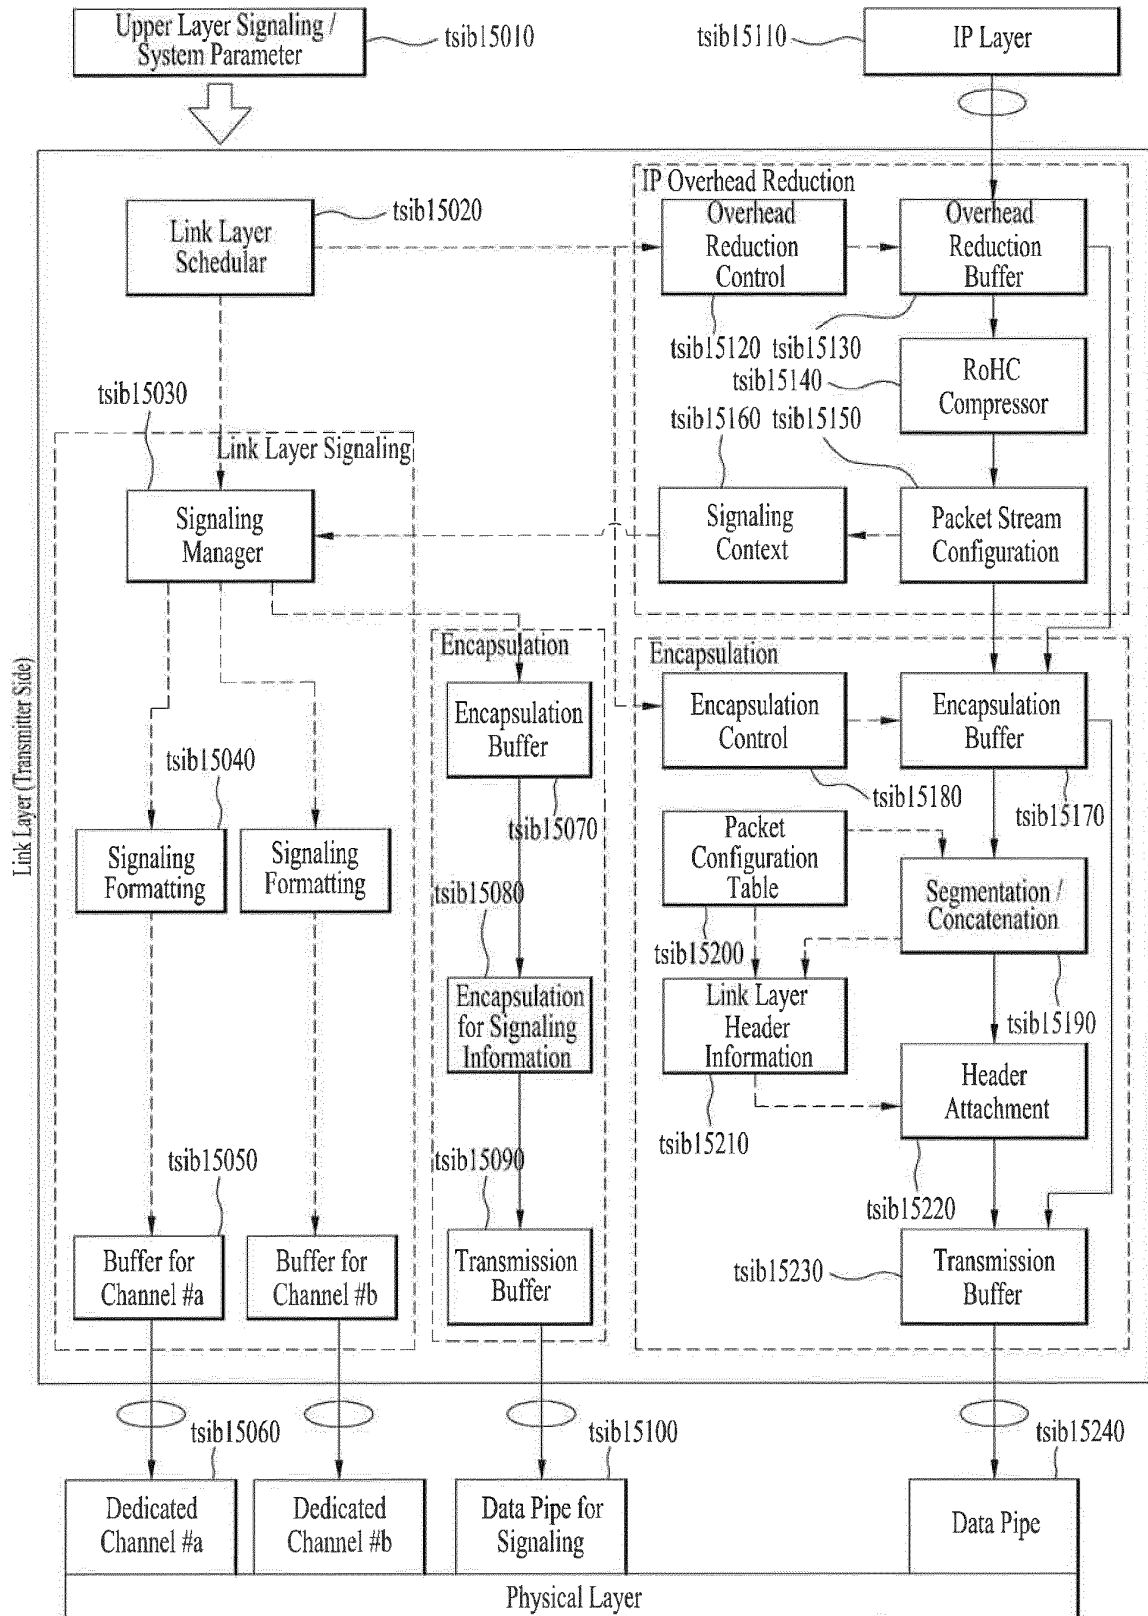 Upper Layer Signaling /
System Parameter
tsib15010
tsib15110
IP Layer
IP Overhead Reduction
Link Layer
Schedular
tsib15020
Overhead
Reduction
Control
Overhead
Reduction
Buffer
tsib15120
tsib15130
tsib15140
RoHC
Compressor
tsib15030
tsib15160
tsib15150
Link Layer Signaling
Signaling
Manager
Signaling
Context
Packet Stream
Configuration
Link Layer (Transmitter Side)
Encapsulation
Encapsulation
Encapsulation
Buffer
Encapsulation
Control
Encapsulation
Buffer
tsib15040
tsib15070
tsib15180
tsib15170
Signaling
Formatting
Signaling
Formatting
Packet
Configuration
Table
Segmentation /
Concatenation
tsib15080
tsib15200
Encapsulation
for Signaling
Information
Link Layer
Header
Information
tsib15190
Header
Attachment
tsib15210
tsib15050
tsib15090
tsib15220
Buffer for
Channel #a
Buffer for
Channel #b
Transmission
Buffer
tsib15230
Transmission
Buffer
tsib15060
tsib15100
tsib15240
Dedicated
Channel #a
Dedicated
Channel #b
Data Pipe for
Signaling
Data Pipe
Physical Layer